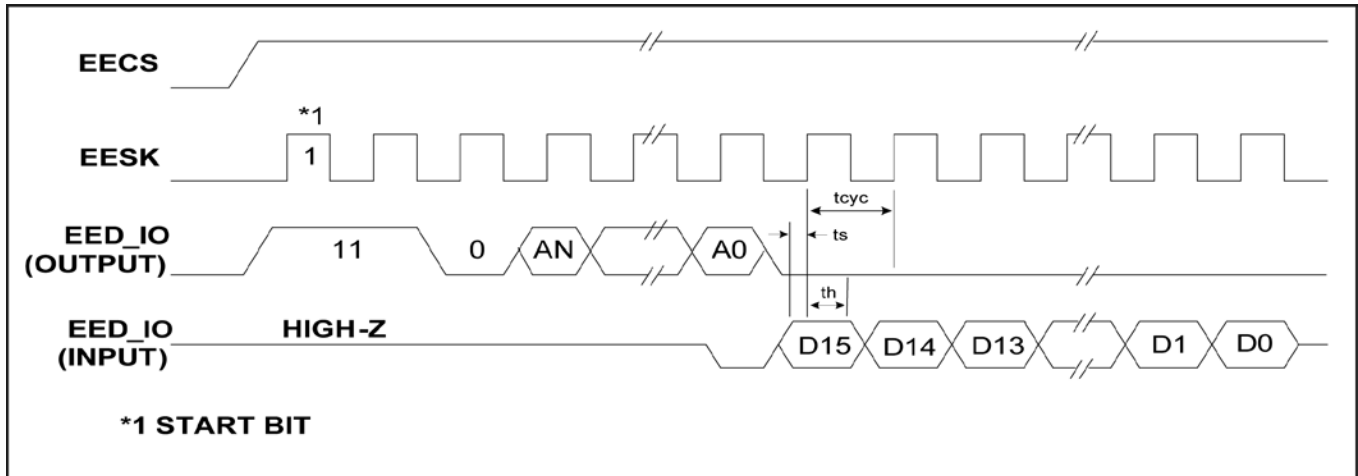 EECS
*1
EESK
1
tcyc
EED_IO
(OUTPUT)
11
0
AN
A0
ts
th
EED_IO
(INPUT)
HIGH-Z
D15
D14
D13
D1
D0
*1 START BIT